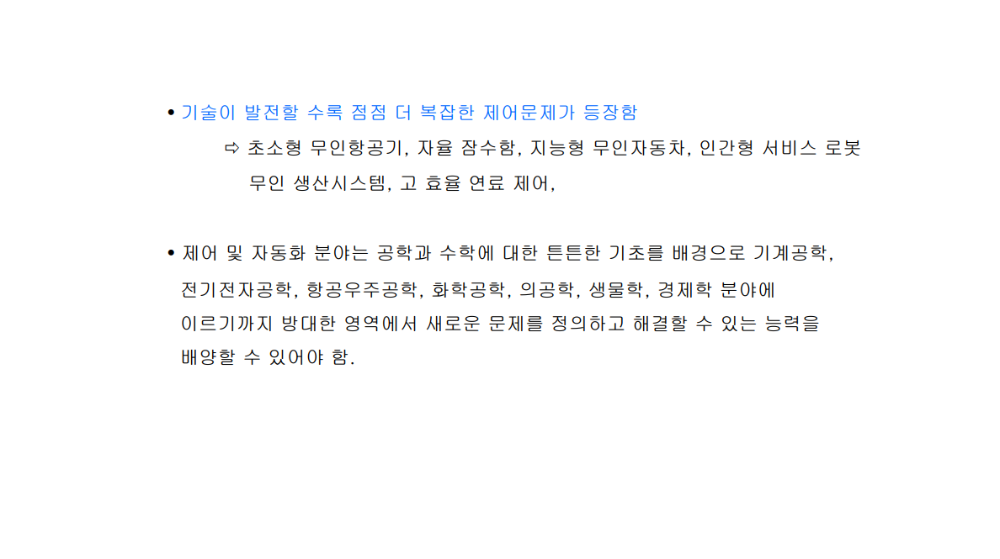 • 기술이 발전할 수록 점점 더 복잡한 제어문제가 등장함
⇨ 초소형 무인항공기, 자율 잠수함, 지능형 무인자동차, 인간형 서비스 로봇
무인 생산시스템, 고 효율 연료 제어,
• 제어 및 자동화 분야는 공학과 수학에 대한 튼튼한 기초를 배경으로 기계공학,
전기전자공학, 항공우주공학, 화학공학, 의공학, 생물학, 경제학 분야에
이르기까지 방대한 영역에서 새로운 문제를 정의하고 해결할 수 있는 능력을
배양할 수 있어야 함.